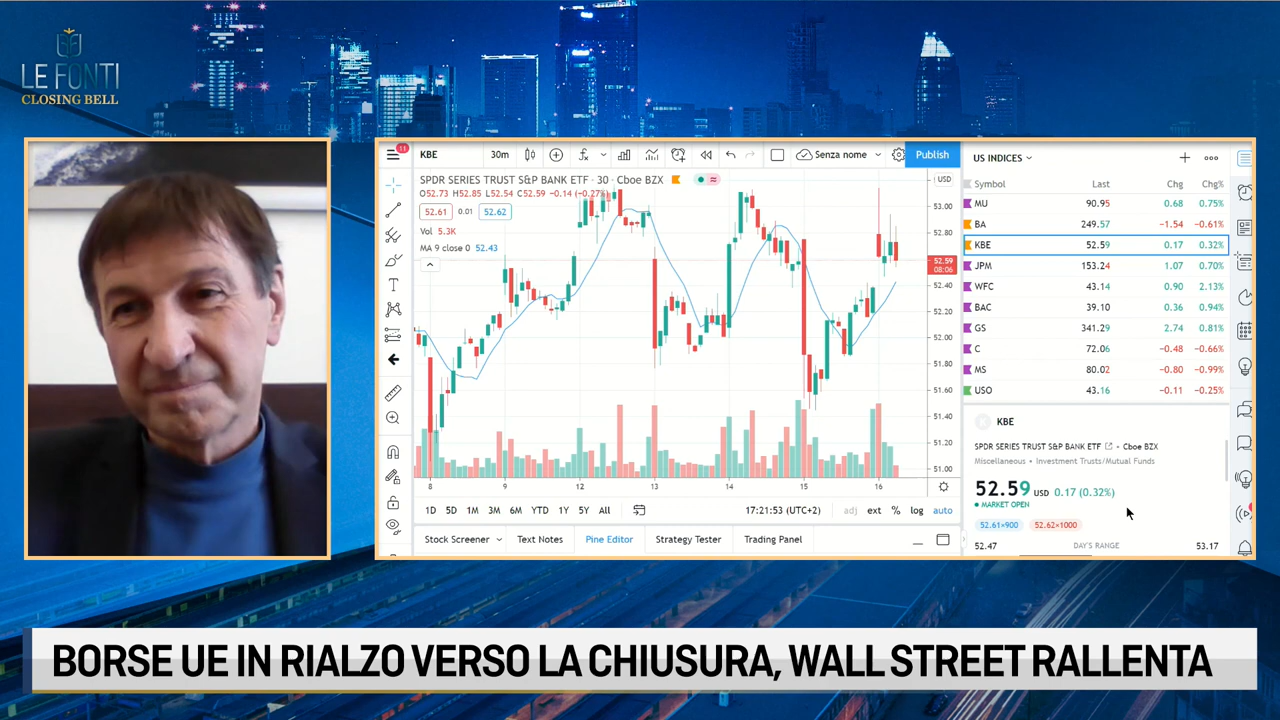 LE FONTI
CLOSING BELL
11
KBE
30m
Senza nome
Publish
SPDR SERIES TRUST S&P BANK ETF · 30 · Cboe BZX
O52.73 H52.85 L52.54 C52.59 −0.14 (−0.27%)
52.61 0.01 52.62
Vol 5.3K
MA 9 close 0 52.43
USD
53.00
52.80
52.59
08:06
52.40
52.20
52.00
51.80
51.60
51.40
51.20
51.00
8 9 12 13 14 15 16
1D 5D 1M 3M 6M YTD 1Y 5Y All
17:21:53 (UTC+2)
adj ext % log auto
Stock Screener Text Notes Pine Editor Strategy Tester Trading Panel
US INDICES
Symbol Last Chg Chg%
MU 90.95 0.68 0.75%
BA 249.57 −1.54 −0.61%
KBE 52.59 0.17 0.32%
JPM 153.24 1.07 0.70%
WFC 43.14 0.90 2.13%
BAC 39.10 0.36 0.94%
GS 341.29 2.74 0.81%
C 72.06 −0.48 −0.66%
MS 80.02 −0.80 −0.99%
USO 43.16 −0.11 −0.25%
KBE
SPDR SERIES TRUST S&P BANK ETF • Cboe BZX
Miscellaneous • Investment Trusts/Mutual Funds
52.59 USD 0.17 (0.32%)
MARKET OPEN
52.61×900 52.62×1000
52.47 DAY'S RANGE 53.17
BORSE UE IN RIALZO VERSO LA CHIUSURA, WALL STREET RALLENTA